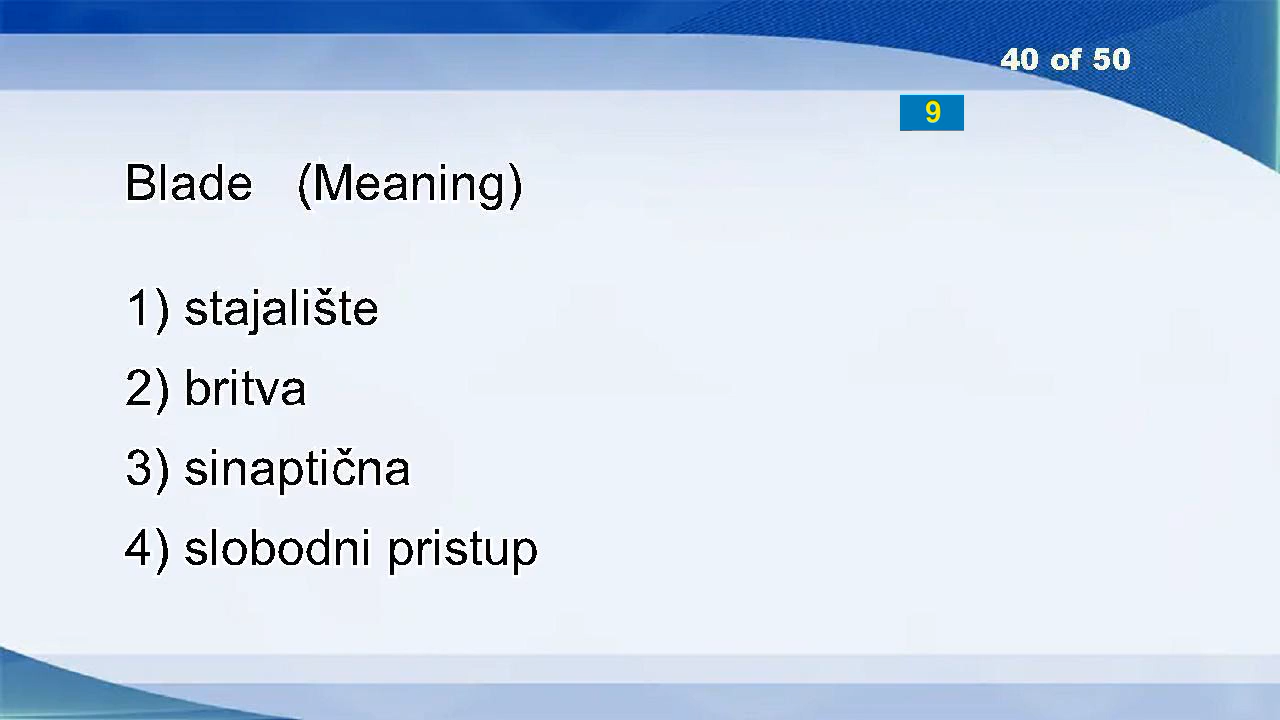 40 of 50
9
Blade (Meaning)
1) stajalište
2) britva
3) sinaptična
4) slobodni pristup